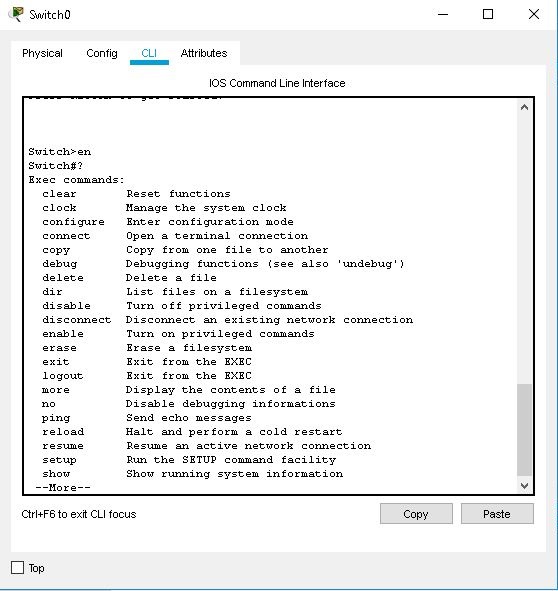 Switch0
Physical Config CLI Attributes
IOS Command Line Interface
Switch>en
Switch#?
Exec commands:
clear Reset functions
clock Manage the system clock
configure Enter configuration mode
connect Open a terminal connection
copy Copy from one file to another
debug Debugging functions (see also 'undebug')
delete Delete a file
dir List files on a filesystem
disable Turn off privileged commands
disconnect Disconnect an existing network connection
enable Turn on privileged commands
erase Erase a filesystem
exit Exit from the EXEC
logout Exit from the EXEC
more Display the contents of a file
no Disable debugging informations
ping Send echo messages
reload Halt and perform a cold restart
resume Resume an active network connection
setup Run the SETUP command facility
show Show running system information
--More--
Ctrl+F6 to exit CLI focus
Copy Paste
Top